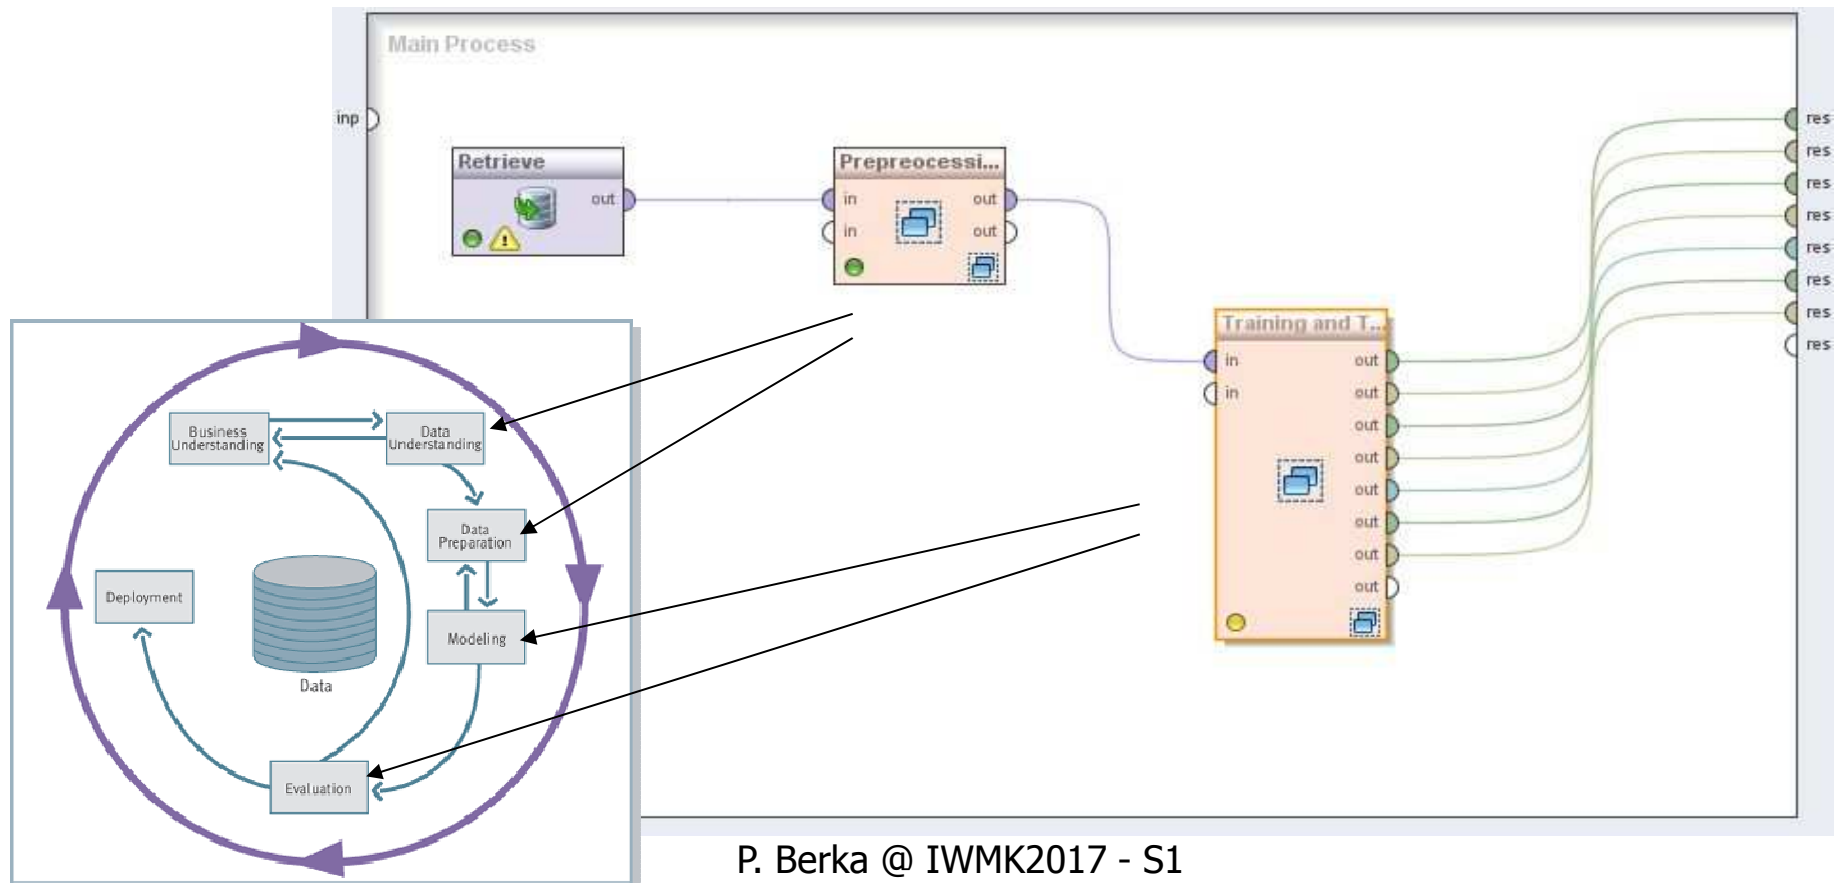 Main Process
inp
Retrieve
out
Prepreocessi...
in
out
in
out
Training and T...
in
out
in
out
out
out
out
out
out
out
res
res
res
res
res
res
res
res
Business
Understanding
Data
Understanding
Data
Preparation
Deployment
Modeling
Data
Evaluation
P. Berka @ IWMK2017 - S1